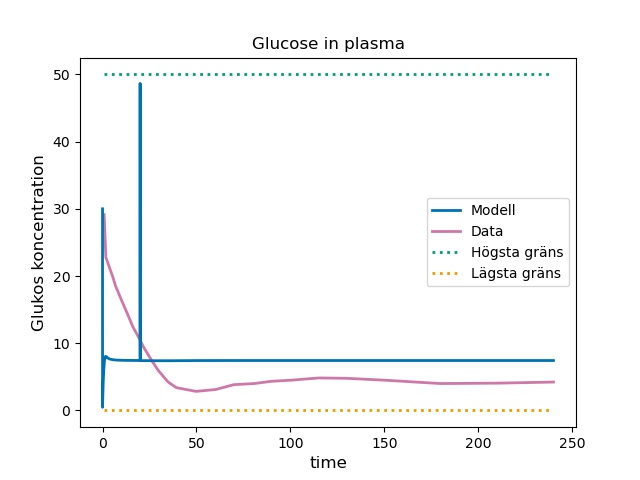 Glucose in plasma
Glukos koncentration
50
40
30
20
10
0
Modell
Data
Högsta gräns
Lägsta gräns
0
50
100
150
200
250
time